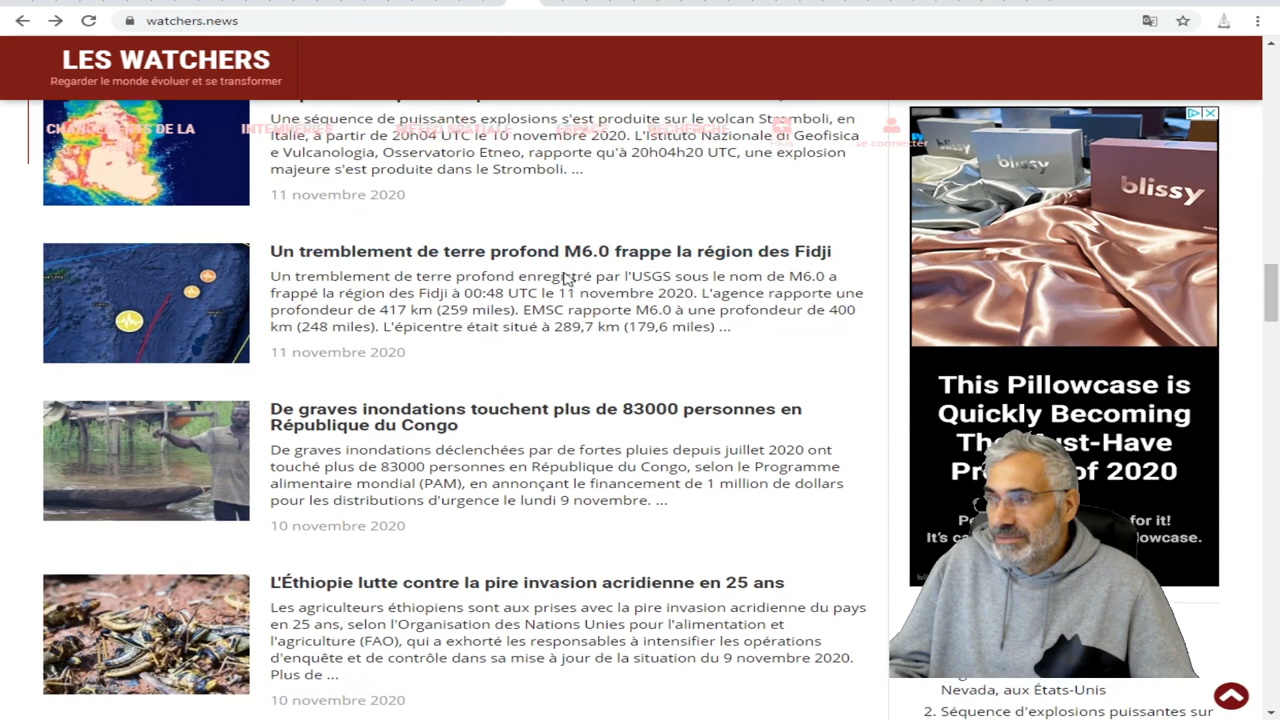 watchers.news
LES WATCHERS
Regarder le monde évoluer et se transformer
CHANGEMENTS DE LA
INTEMPÉRIES
MÉTÉO SPATIALE
ESPACE
RECHERCHE
Plus
se connecter
Une séquence de puissantes explosions s'est produite sur le volcan Stromboli, en
Italie, à partir de 20h04 UTC le 10 novembre 2020. L'Istituto Nazionale di Geofisica
e Vulcanologia, Osservatorio Etneo, rapporte qu'à 20h04h20 UTC, une explosion
majeure s'est produite dans le Stromboli. ...
11 novembre 2020
Un tremblement de terre profond M6.0 frappe la région des Fidji
Un tremblement de terre profond enregistré par l'USGS sous le nom de M6.0 a
frappé la région des Fidji à 00:48 UTC le 11 novembre 2020. L'agence rapporte une
profondeur de 417 km (259 miles). EMSC rapporte M6.0 à une profondeur de 400
km (248 miles). L'épicentre était situé à 289,7 km (179,6 miles) ...
11 novembre 2020
De graves inondations touchent plus de 83000 personnes en
République du Congo
De graves inondations déclenchées par de fortes pluies depuis juillet 2020 ont
touché plus de 83000 personnes en République du Congo, selon le Programme
alimentaire mondial (PAM), en annonçant le financement de 1 million de dollars
pour les distributions d'urgence le lundi 9 novembre. ...
10 novembre 2020
L'Éthiopie lutte contre la pire invasion acridienne en 25 ans
Les agriculteurs éthiopiens sont aux prises avec la pire invasion acridienne du pays
en 25 ans, selon l'Organisation des Nations Unies pour l'alimentation et
l'agriculture (FAO), qui a exhorté les responsables à intensifier les opérations
d'enquête et de contrôle dans sa mise à jour de la situation du 9 novembre 2020.
Plus de ...
10 novembre 2020
blissy
blissy
blissy
This Pillowcase is
Quickly Becoming
of 2020
for it!
It's
lowcase.
Nevada, aux États-Unis
2. Séquence d'explosions puissantes sur